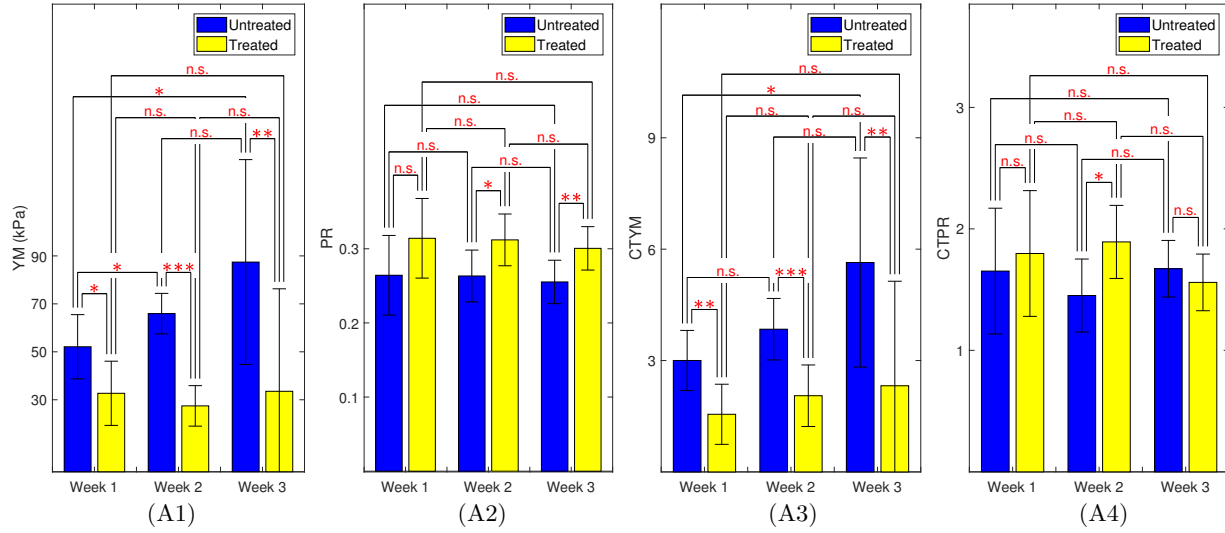 Untreated
Treated
n.s.
*
n.s.
n.s.
n.s.
**
*
***
*
YM (kPa)
90
70
50
30
Week 1
Week 2
Week 3
(A1)
Untreated
Treated
n.s.
n.s.
n.s.
n.s.
n.s.
n.s.
n.s.
*
**
PR
0.3
0.2
0.1
Week 1
Week 2
Week 3
(A2)
Untreated
Treated
n.s.
*
n.s.
n.s.
n.s.
**
n.s.
***
**
CTYM
9
6
3
Week 1
Week 2
Week 3
(A3)
Untreated
Treated
n.s.
n.s.
n.s.
n.s.
n.s.
n.s.
n.s.
*
n.s.
CTPR
3
2
1
Week 1
Week 2
Week 3
(A4)